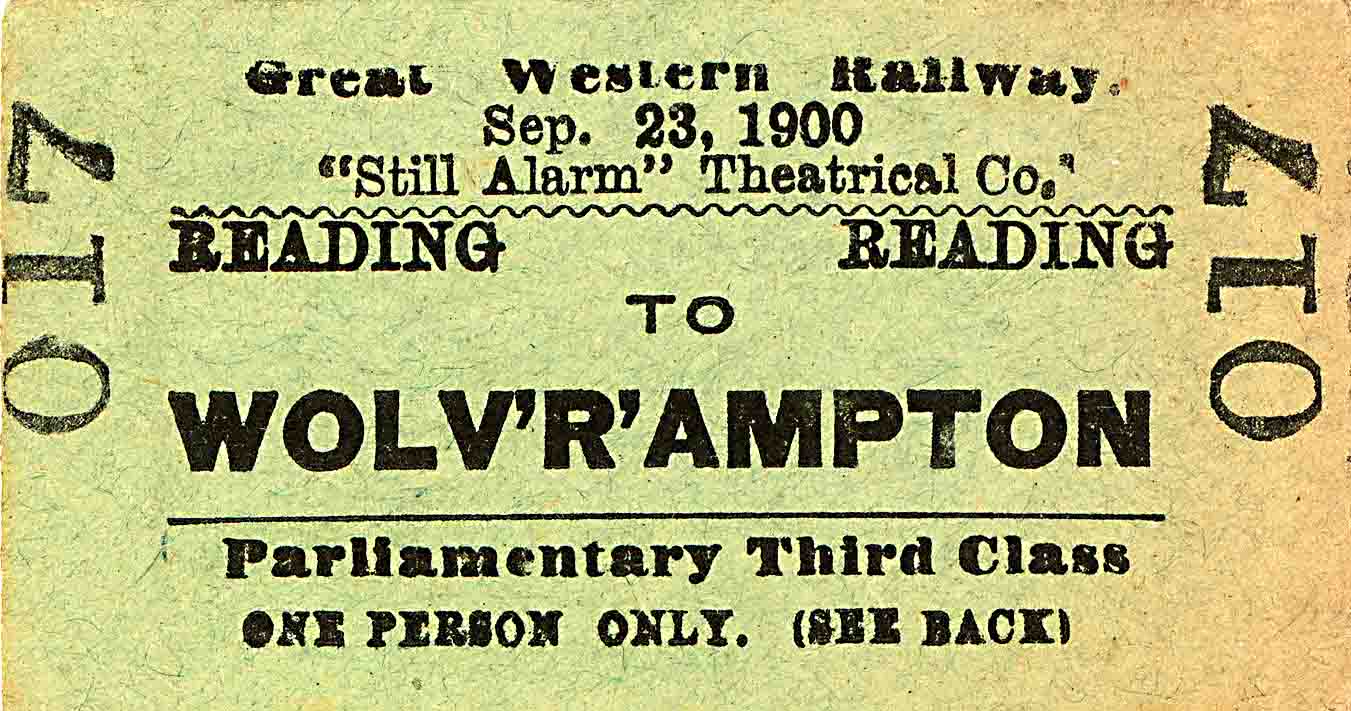 Great Western Railway.
Sep. 23, 1900
"Still Alarm" Theatrical Co.'
READING READING
TO
WOLV'R'AMPTON
Parliamentary Third Class
ONE PERSON ONLY. (SEE BACK)
017
017